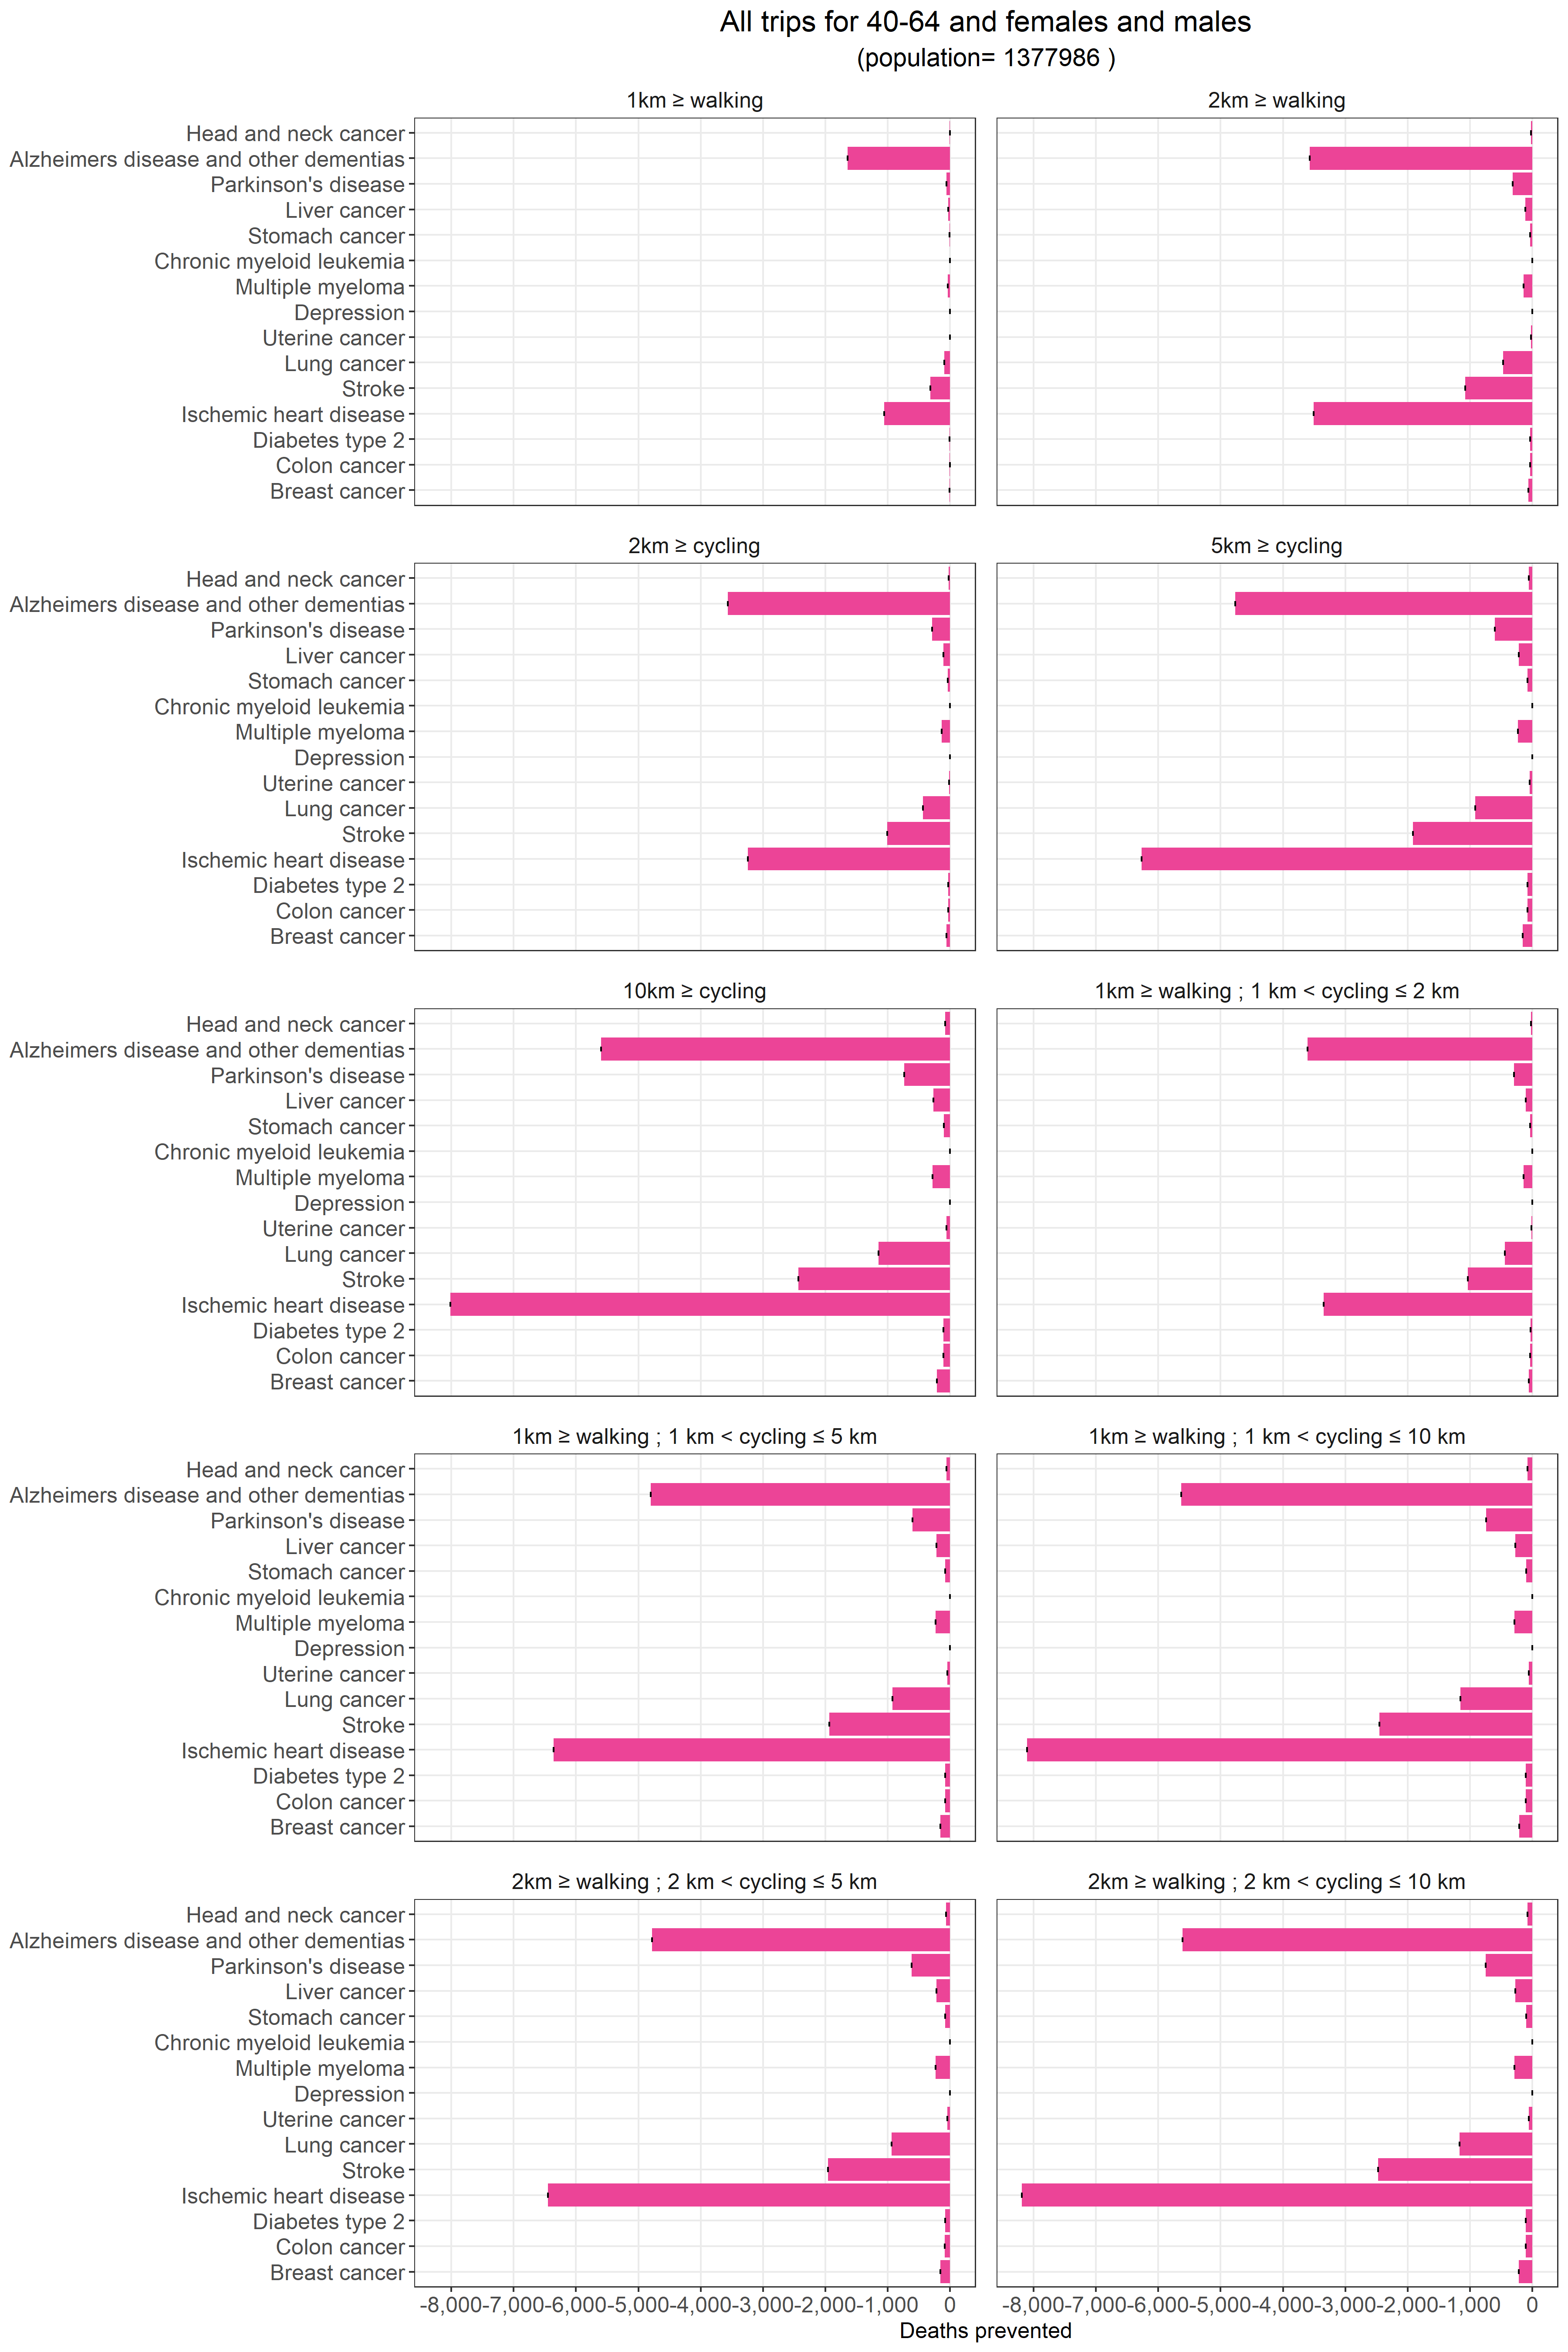 All trips for 40-64 and females and males
(population= 1377986 )
1km ≥ walking
2km ≥ walking
Head and neck cancer
Alzheimers disease and other dementias
Parkinson's disease
Liver cancer
Stomach cancer
Chronic myeloid leukemia
Multiple myeloma
Depression
Uterine cancer
Lung cancer
Stroke
Ischemic heart disease
Diabetes type 2
Colon cancer
Breast cancer
2km ≥ cycling
5km ≥ cycling
Head and neck cancer
Alzheimers disease and other dementias
Parkinson's disease
Liver cancer
Stomach cancer
Chronic myeloid leukemia
Multiple myeloma
Depression
Uterine cancer
Lung cancer
Stroke
Ischemic heart disease
Diabetes type 2
Colon cancer
Breast cancer
10km ≥ cycling
1km ≥ walking ; 1 km < cycling ≤ 2 km
Head and neck cancer
Alzheimers disease and other dementias
Parkinson's disease
Liver cancer
Stomach cancer
Chronic myeloid leukemia
Multiple myeloma
Depression
Uterine cancer
Lung cancer
Stroke
Ischemic heart disease
Diabetes type 2
Colon cancer
Breast cancer
1km ≥ walking ; 1 km < cycling ≤ 5 km
1km ≥ walking ; 1 km < cycling ≤ 10 km
Head and neck cancer
Alzheimers disease and other dementias
Parkinson's disease
Liver cancer
Stomach cancer
Chronic myeloid leukemia
Multiple myeloma
Depression
Uterine cancer
Lung cancer
Stroke
Ischemic heart disease
Diabetes type 2
Colon cancer
Breast cancer
2km ≥ walking ; 2 km < cycling ≤ 5 km
2km ≥ walking ; 2 km < cycling ≤ 10 km
Head and neck cancer
Alzheimers disease and other dementias
Parkinson's disease
Liver cancer
Stomach cancer
Chronic myeloid leukemia
Multiple myeloma
Depression
Uterine cancer
Lung cancer
Stroke
Ischemic heart disease
Diabetes type 2
Colon cancer
Breast cancer
-8,000 -7,000 -6,000 -5,000 -4,000 -3,000 -2,000 -1,000 0
-8,000 -7,000 -6,000 -5,000 -4,000 -3,000 -2,000 -1,000 0
Deaths prevented